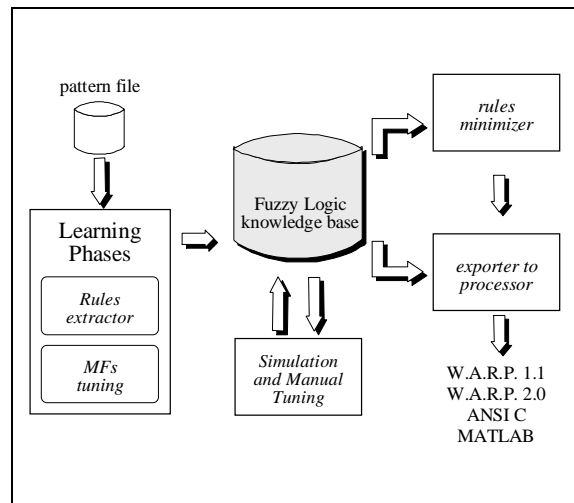 pattern file
Learning
Phases
Rules
extractor
MFs
tuning
Fuzzy Logic
knowledge base
Simulation
and Manual
Tuning
rules
minimizer
exporter to
processor
W.A.R.P. 1.1
W.A.R.P. 2.0
ANSI C
MATLAB